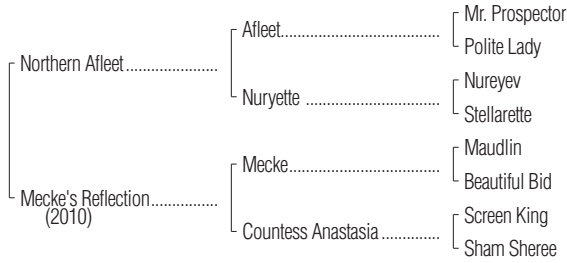 Mr. Prospector
Afleet
Polite Lady
Northern Afleet
Nureyev
Nuryette
Stellarette
Maudlin
Mecke
Beautiful Bid
Mecke's Reflection
(2010)
Screen King
Countess Anastasia
Sham Sheree